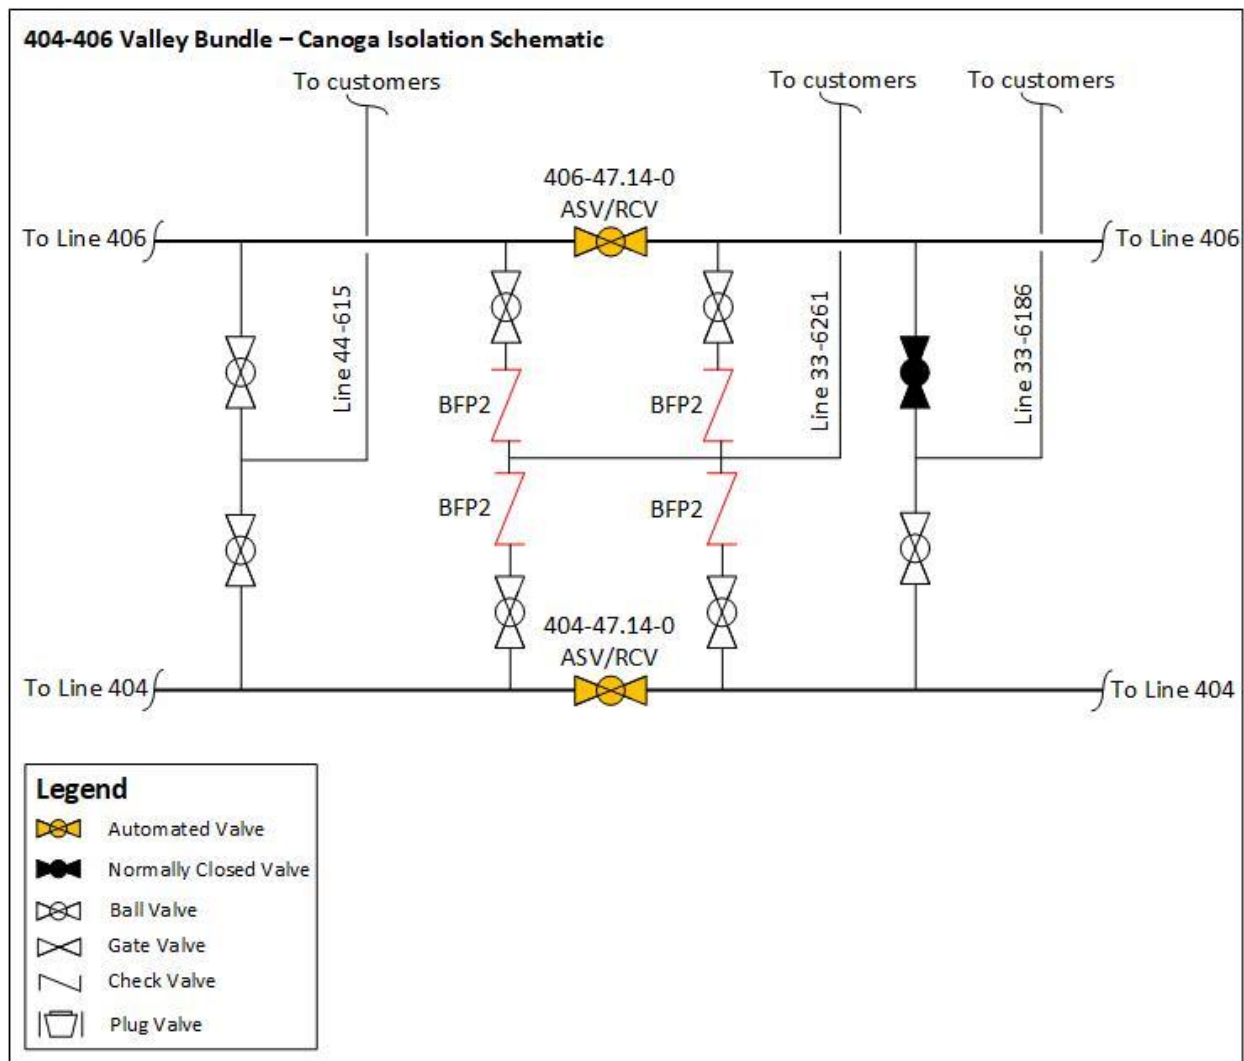 404-406 Valley Bundle – Canoga Isolation Schematic
To customers
To customers
To customers
406-47.14-0
ASV/RCV
To Line 406
To Line 406
Line 44-615
Line 33-6261
Line 33-6186
BFP2
BFP2
BFP2
BFP2
404-47.14-0
ASV/RCV
To Line 404
To Line 404
Legend
Automated Valve
Normally Closed Valve
Ball Valve
Gate Valve
Check Valve
Plug Valve